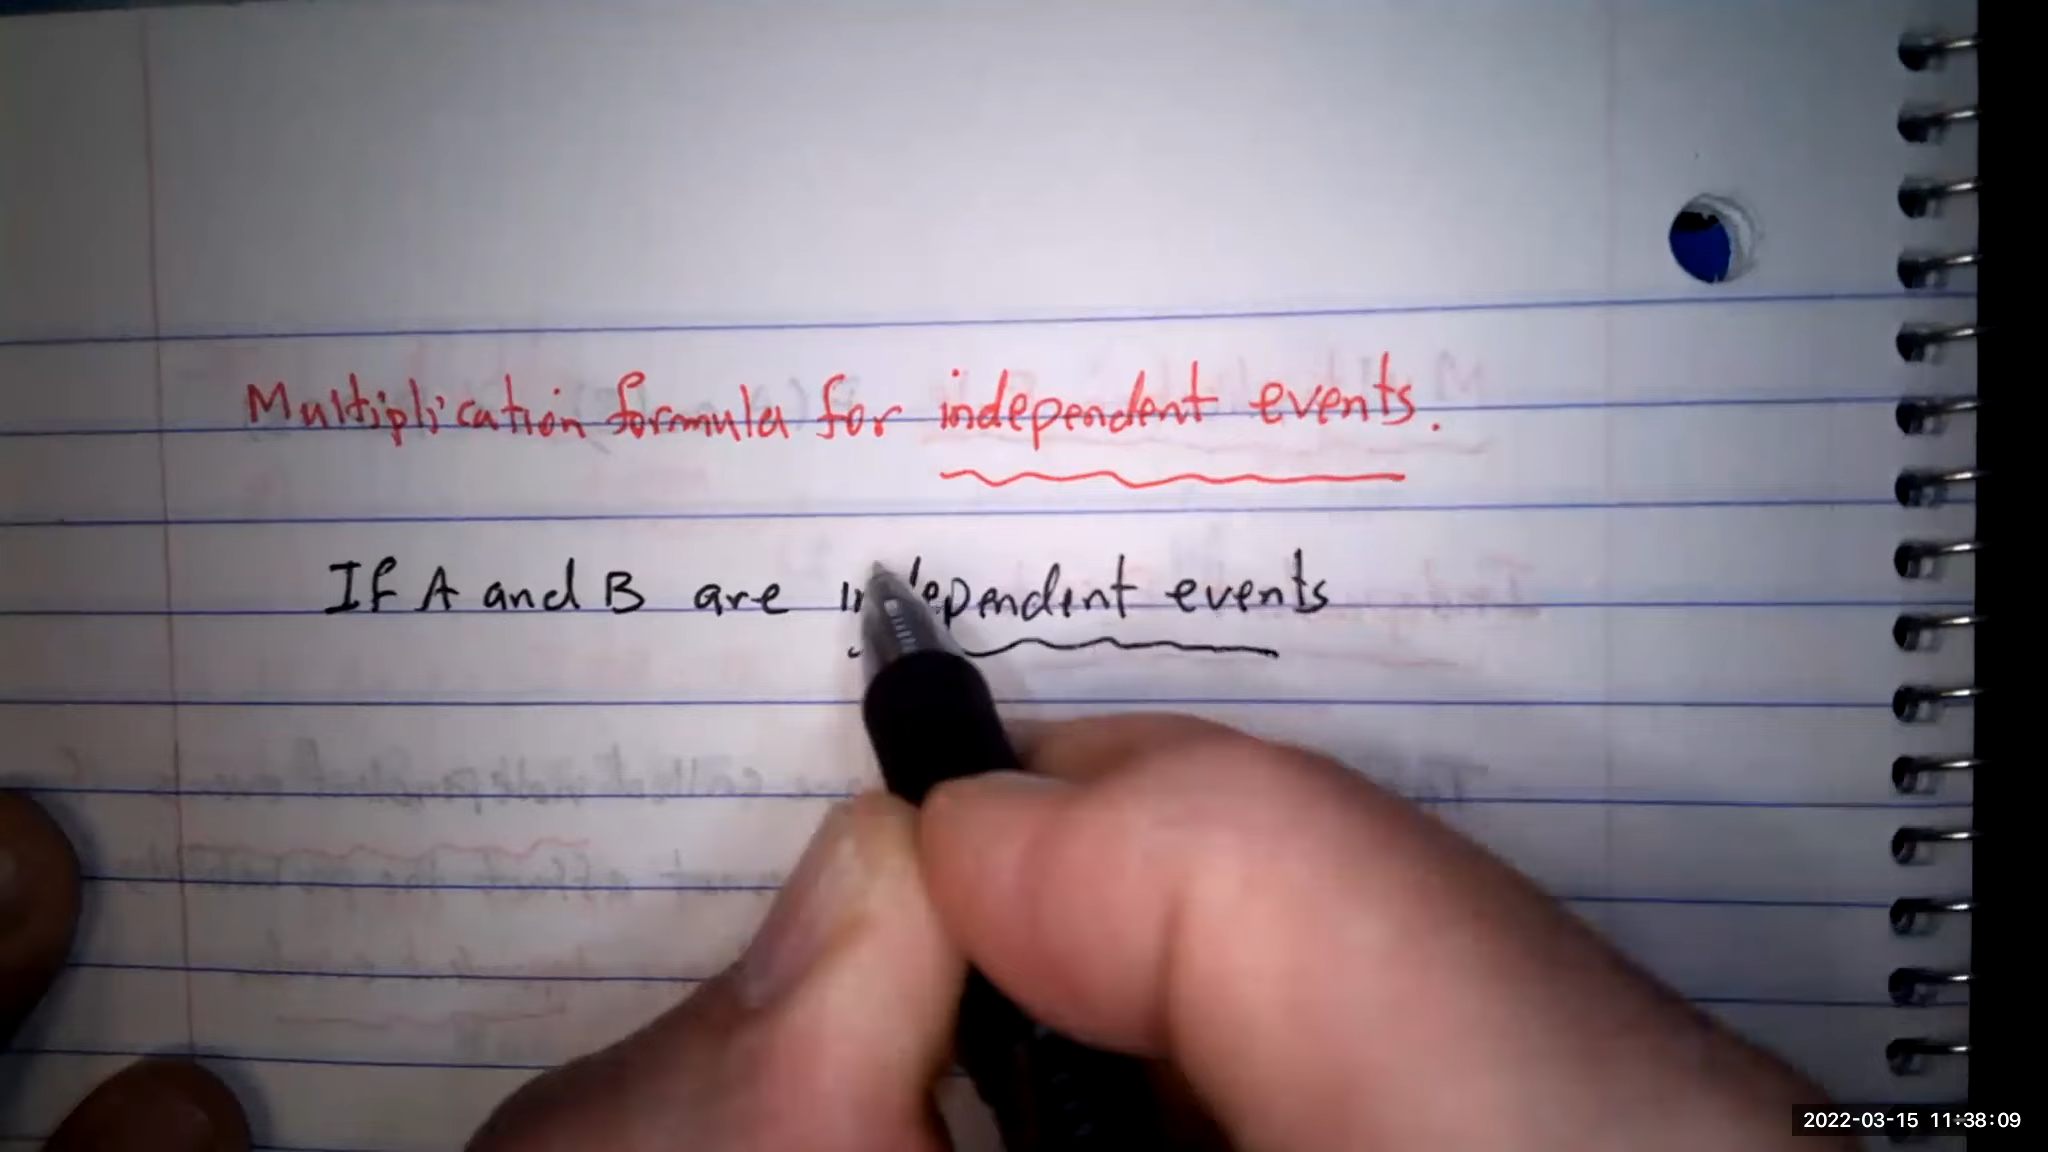 Multiplication formula for independent events.
If A and B are independent events
2022-03-15 11:38:09